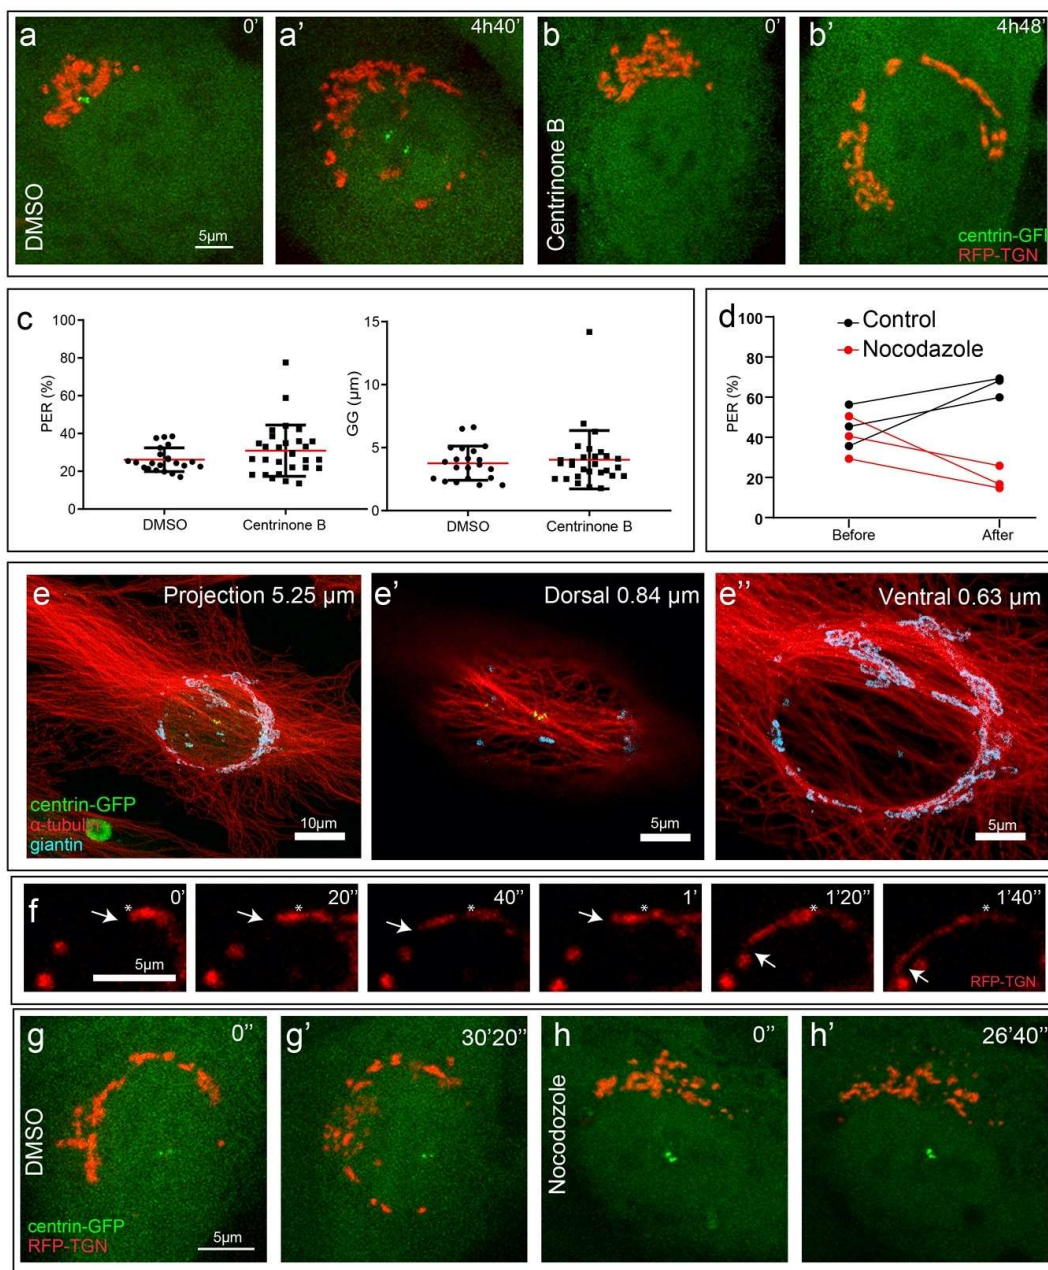 a
0'
DMSO
5µm
a'
4h40'
b
0'
Centrinone B
b'
4h48'
centrin-GFP
RFP-TGN
c
100
80
60
40
20
0
PER (%)
DMSO
Centrinone B
15
10
5
0
GG (µm)
DMSO
Centrinone B
d
100
80
60
40
20
0
PER (%)
Control
Nocodazole
Before
After
e
Projection 5.25 µm
centrin-GFP
α-tubulin
giantin
10µm
e'
Dorsal 0.84 µm
5µm
e''
Ventral 0.63 µm
5µm
f
0'
*
5µm
20''
*
40''
*
1'
*
1'20''
*
1'40''
*
RFP-TGN
g
0''
DMSO
centrin-GFP
RFP-TGN
5µm
g'
30'20''
h
0''
Nocodozole
h'
26'40''